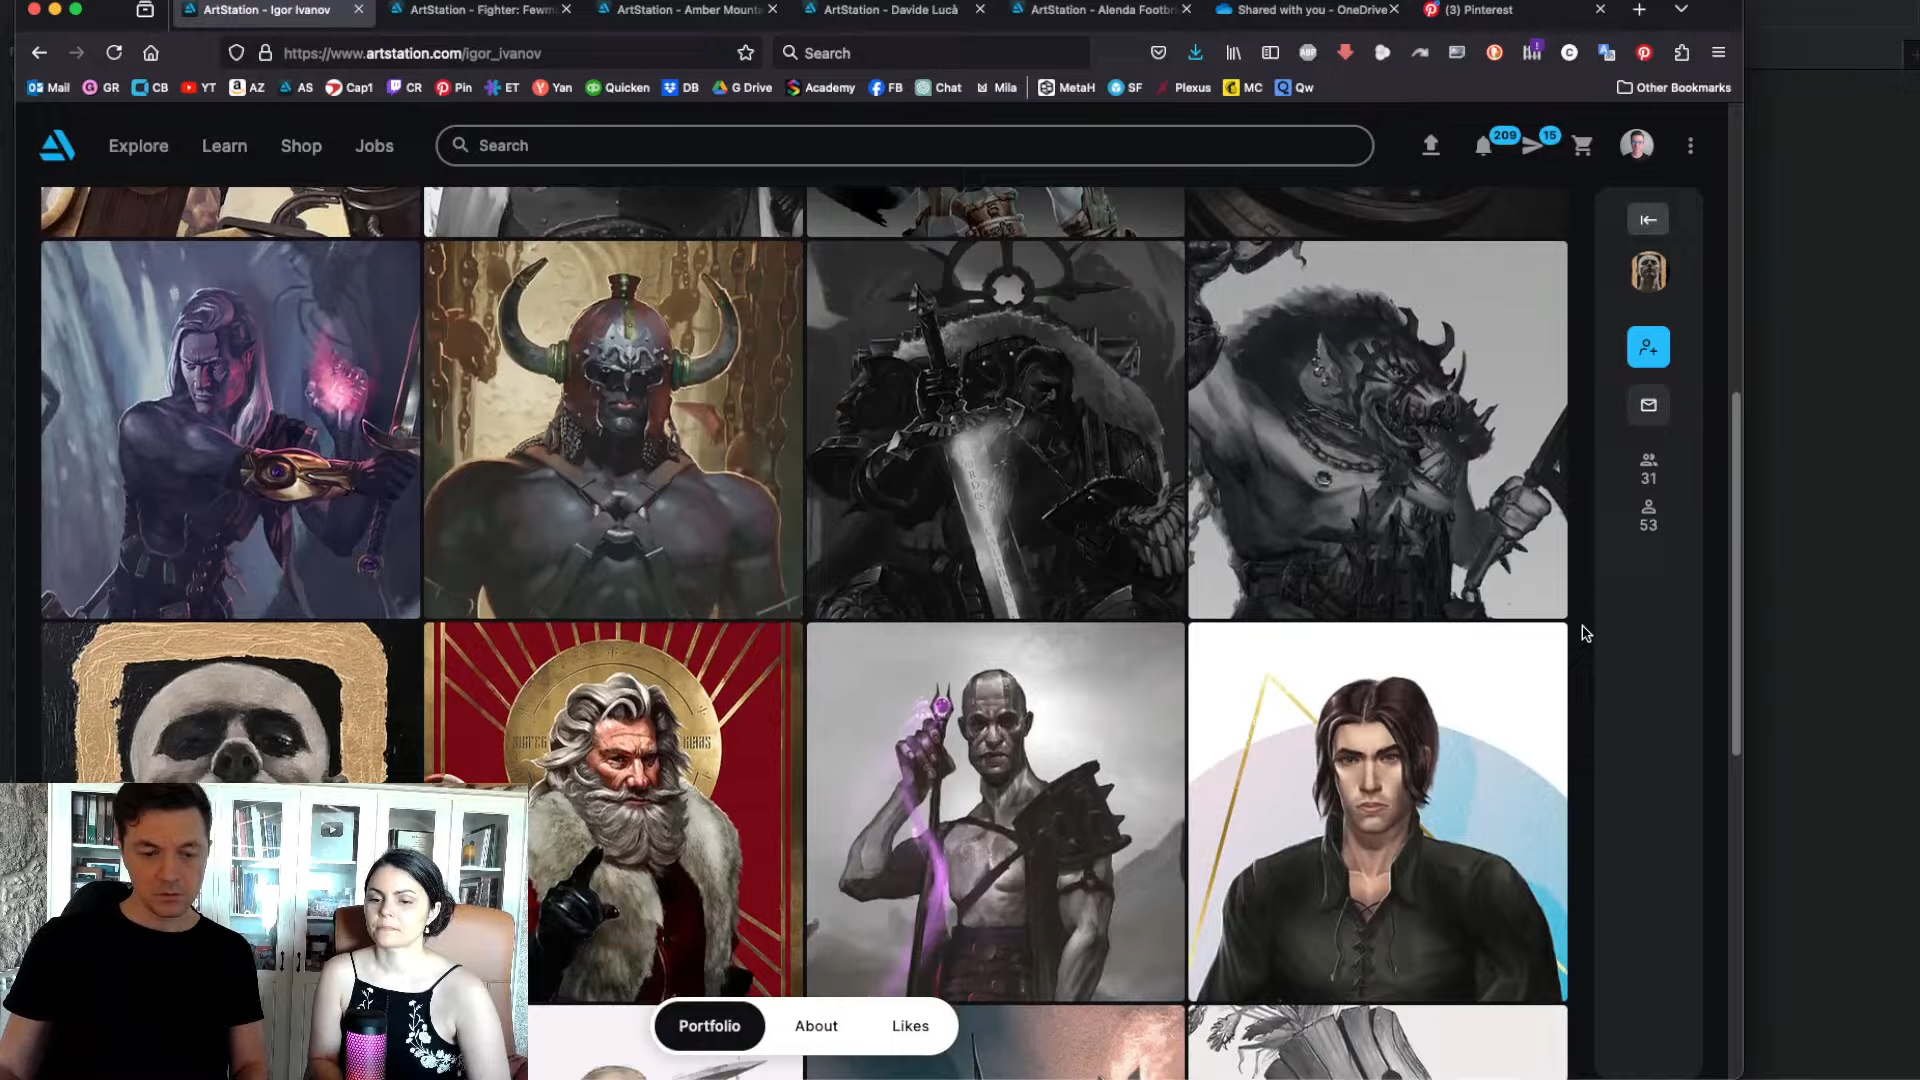 ArtStation - Igor Ivanov
ArtStation - Fighter: Fewm
ArtStation - Amber Mounta
ArtStation - Davide Lucà
ArtStation - Alenda Footbri
Shared with you - OneDrive
(3) Pinterest
https://www.artstation.com/igor_ivanov
Search
ABP
Mail
GR
CB
YT
AZ
AS
Cap1
CR
Pin
ET
Yan
Quicken
DB
G Drive
Academy
FB
Chat
Mila
MetaH
SF
Plexus
MC
Qw
Other Bookmarks
Explore
Learn
Shop
Jobs
Search
209
15
31
53
Portfolio
About
Likes